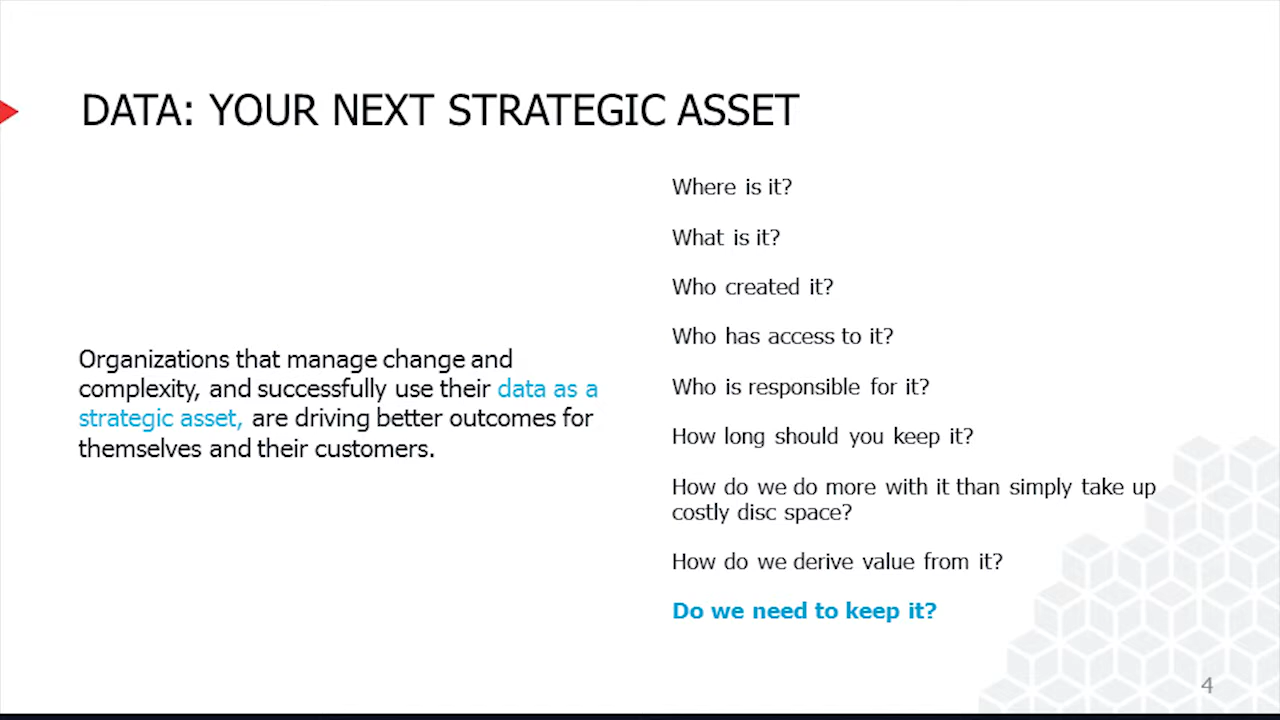 DATA: YOUR NEXT STRATEGIC ASSET
Organizations that manage change and
complexity, and successfully use their data as a
strategic asset, are driving better outcomes for
themselves and their customers.
Where is it?
What is it?
Who created it?
Who has access to it?
Who is responsible for it?
How long should you keep it?
How do we do more with it than simply take up
costly disc space?
How do we derive value from it?
Do we need to keep it?
4